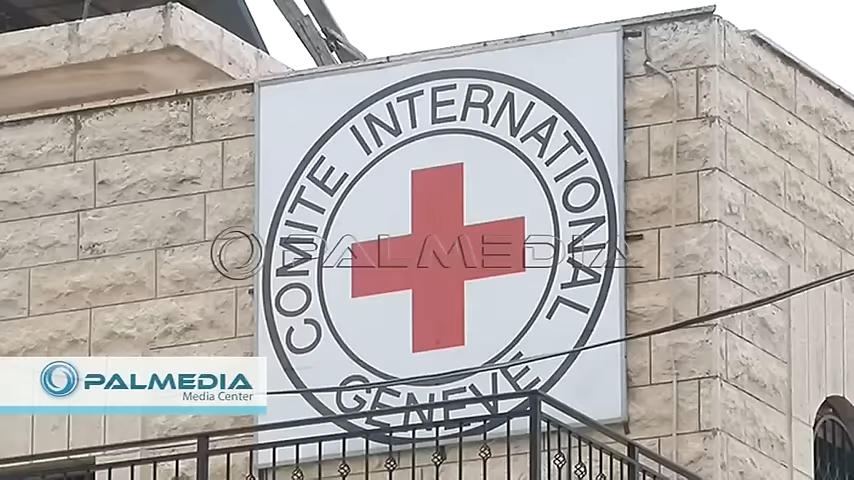 COMITE INTERNATIONAL
GENEVE
PALMEDIA
PALMEDIA
Media Center